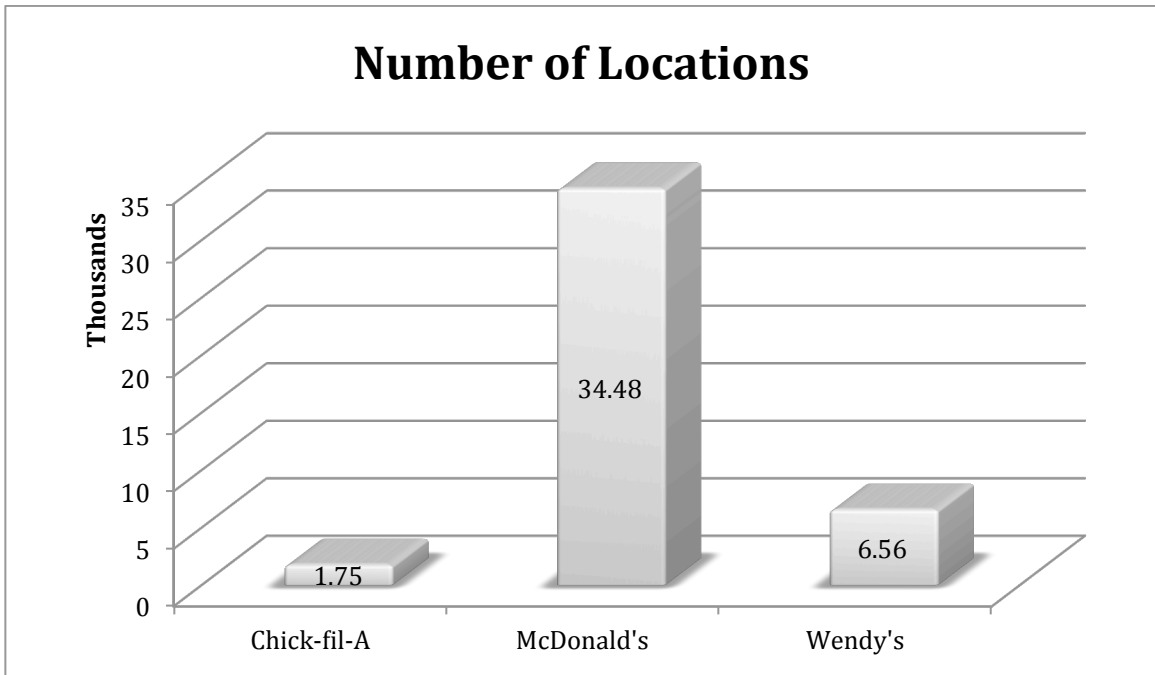 Number of Locations
Thousands
35
30
25
20
15
10
5
0
1.75
34.48
6.56
Chick-fil-A
McDonald's
Wendy's